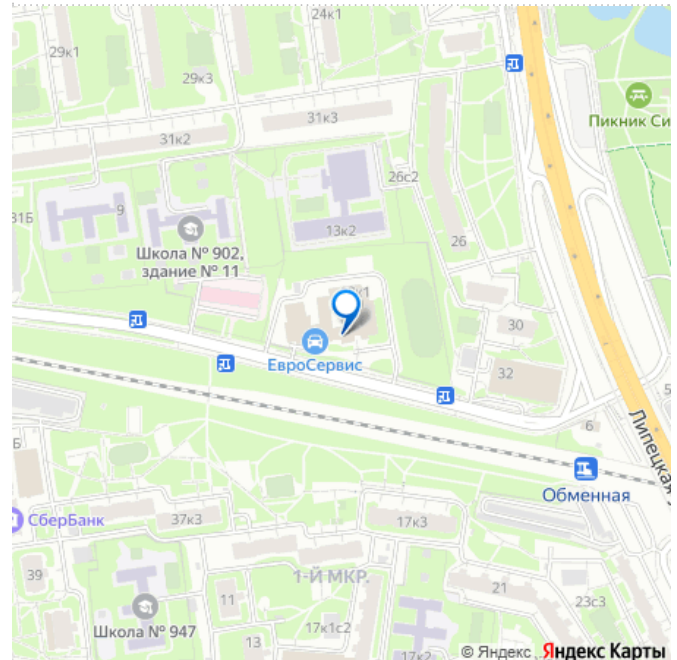 24к1
29к1
29к3
Пикник Си
31к3
31к2
26с2
31Б
9
13к2
Школа № 902,
здание № 11
26
30
ЕвроСервис
32
5
6
Липецкая
Обменная
СберБанк
37к3
17к3
39
1-Й МКР.
11
21
23с3
Школа № 947
13
17к1с2
17к2
© Яндекс
Яндекс Карты